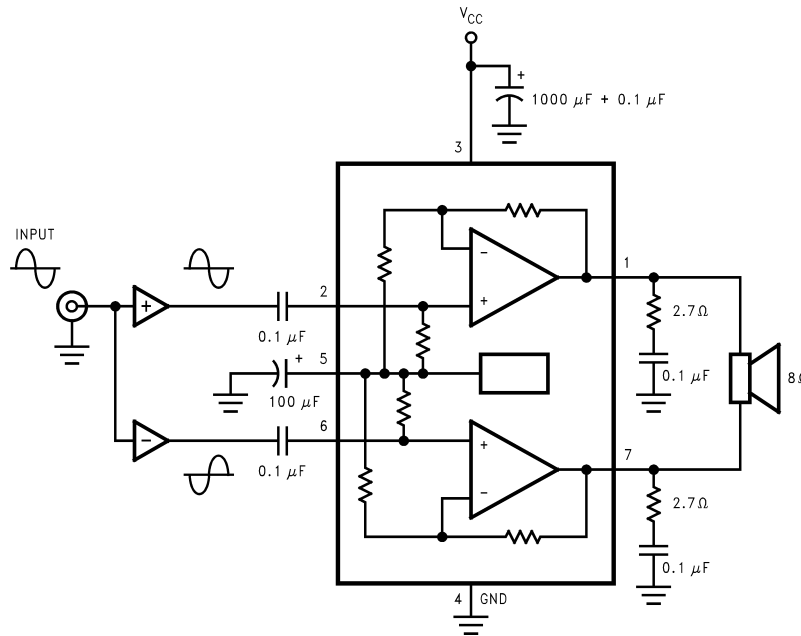 VCC
+
1000 µF + 0.1 µF
3
INPUT
−
1
+
+
2
2.7Ω
0.1 µF
+
5
0.1 µF
8Ω
100 µF
6
−
+
7
0.1 µF
−
2.7Ω
0.1 µF
4
GND